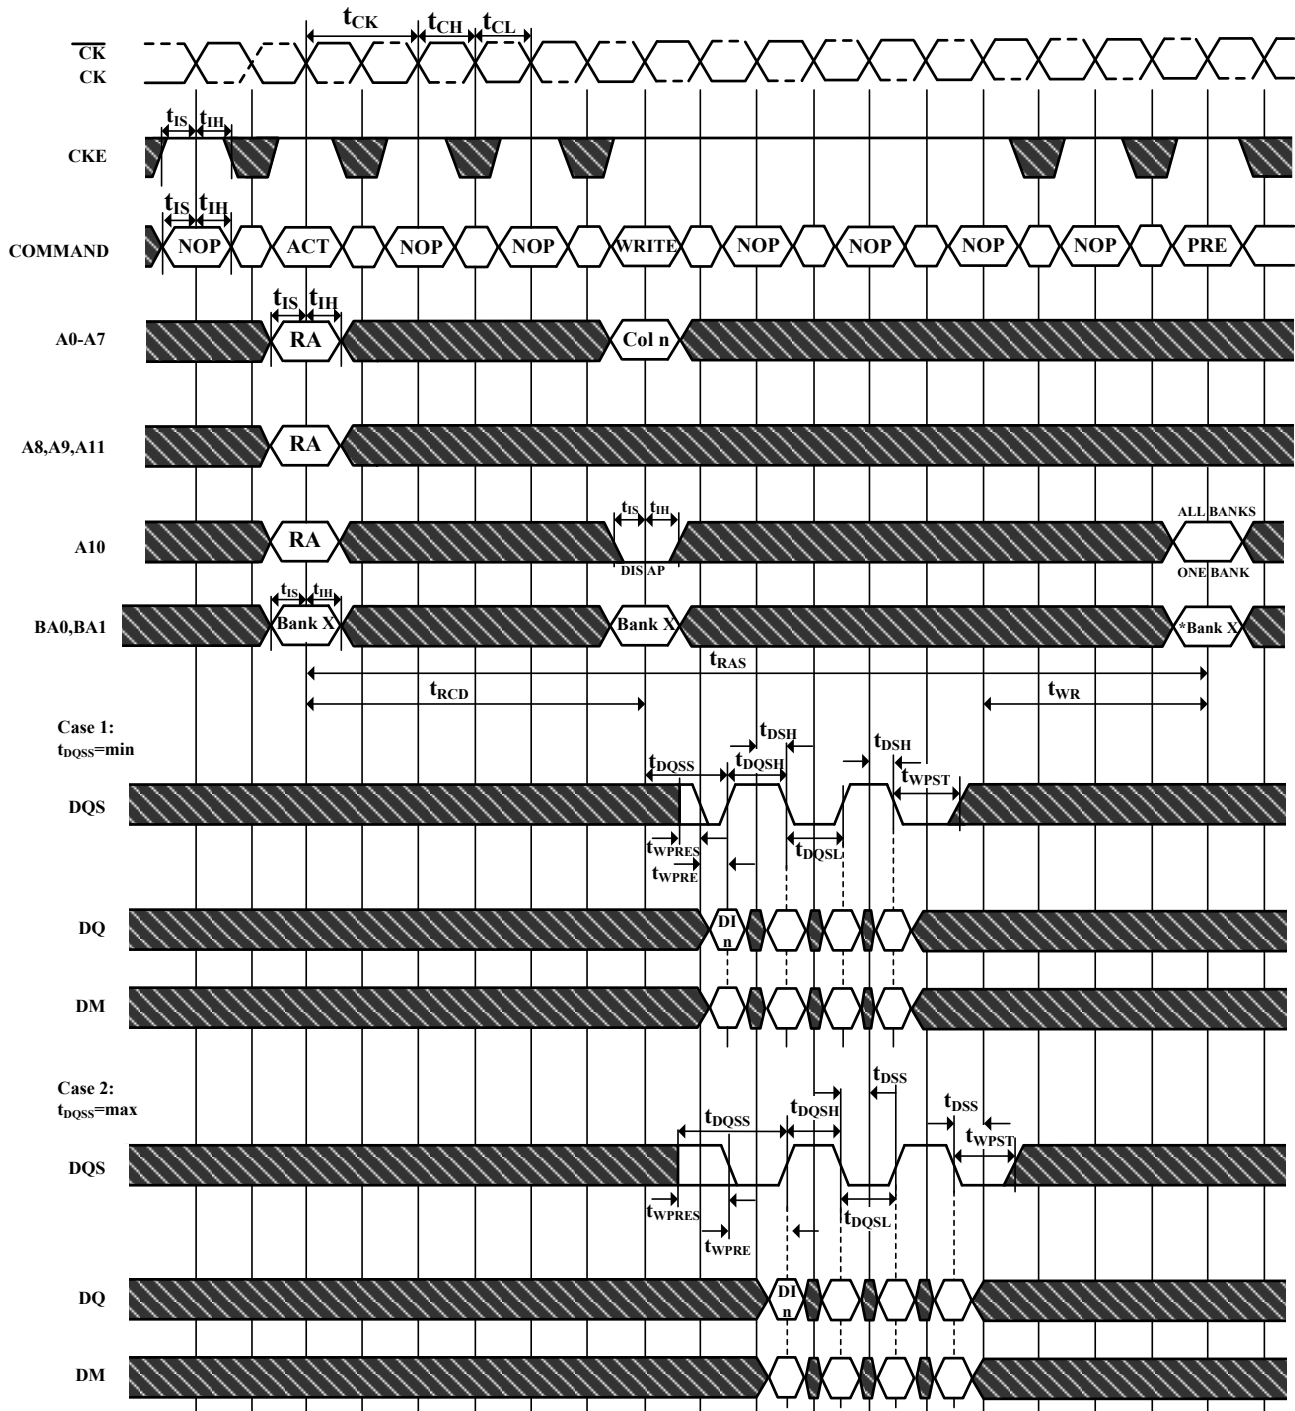 tCK tCH tCL
CK
CK
tIS tIH
CKE
tIS tIH
COMMAND NOP ACT NOP NOP WRITE NOP NOP NOP NOP PRE
tIS tIH
A0-A7 RA Col n
A8,A9,A11 RA
tIS tIH ALL BANKS
A10 RA
DIS AP ONE BANK
tIS tIH
BA0,BA1 Bank X Bank X *Bank X
tRAS
tRCD tWR
Case 1:
tDQSS=min
tDSH tDSH
tDQSS tDQSH tWPST
DQS
tWPRES tDQSL
tWPRE
DQ DI
n
DM
Case 2:
tDQSS=max
tDSS tDSS
tDQSS tDQSH tWPST
DQS
tWPRES tDQSL
tWPRE
DQ DI
n
DM